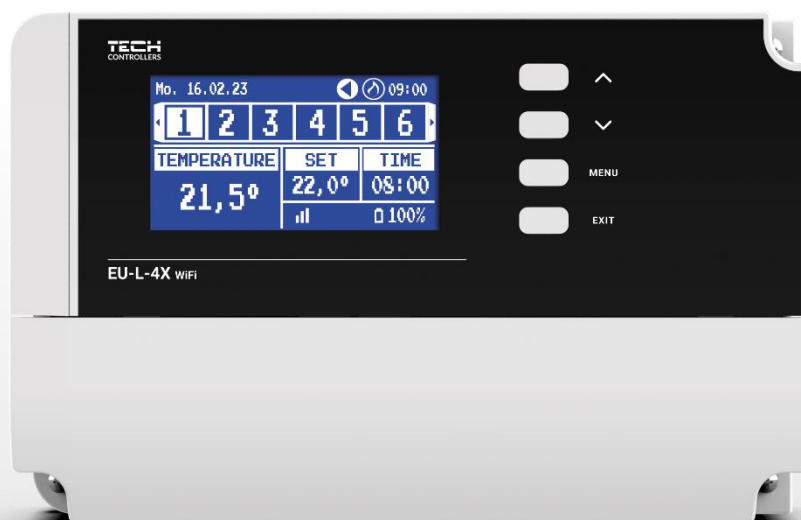 TECH
CONTROLLERS
Mo. 16.02.23 09:00
1 2 3 4 5 6
TEMPERATURE SET TIME
21,5° 22,0° 08:00
100%
MENU
EXIT
EU-L-4X WiFi